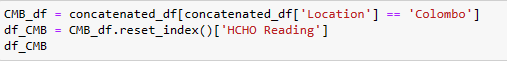 CMB_df = concatenated_df[concatenated_df['Location'] == 'Colombo']
df_CMB = CMB_df.reset_index()['HCHO Reading']
df_CMB